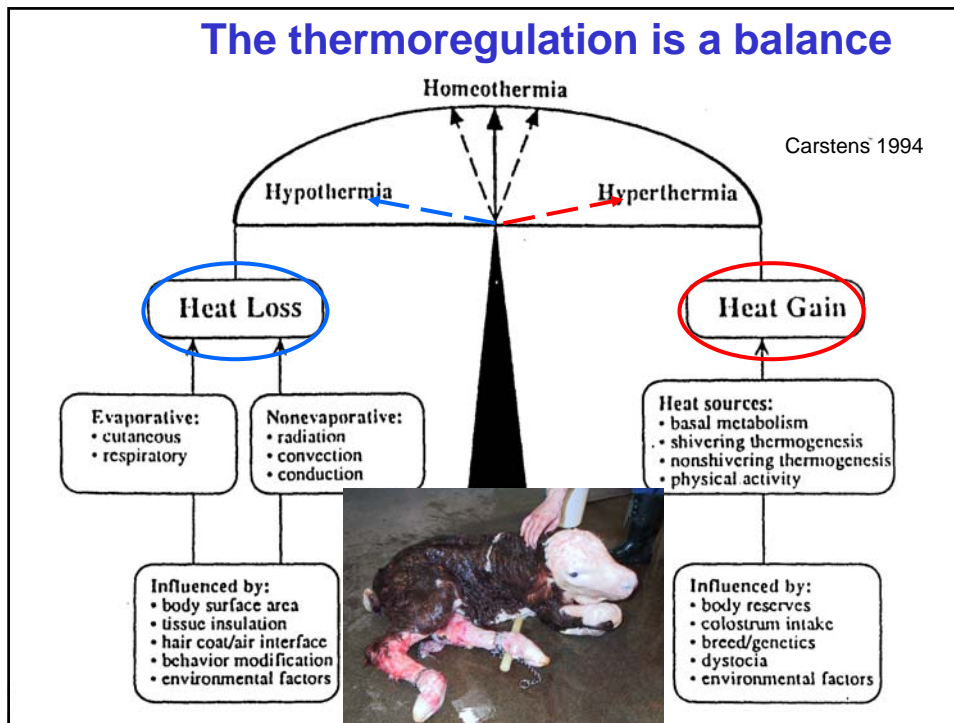 The thermoregulation is a balance
Homeothermia
Carstens 1994
Hypothermia
Hyperthermia
Heat Loss
Heat Gain
Evaporative:
• cutaneous
• respiratory
Nonevaporative:
• radiation
• convection
• conduction
Heat sources:
• basal metabolism
• shivering thermogenesis
• nonshivering thermogenesis
• physical activity
Influenced by:
• body surface area
• tissue insulation
• hair coat/air interface
• behavior modification
• environmental factors
Influenced by:
• body reserves
• colostrum intake
• breed/genetics
• dystocia
• environmental factors